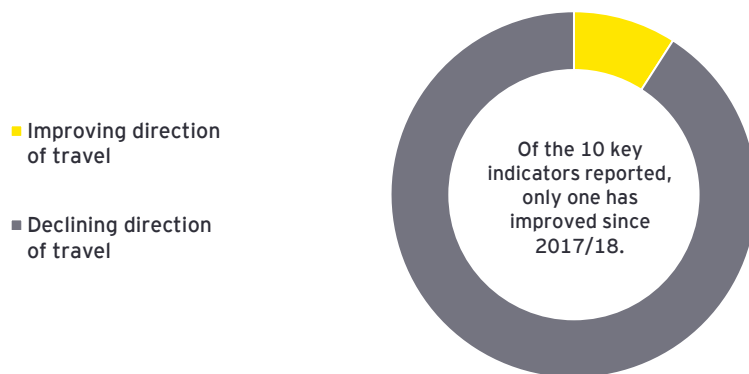 Improving direction
of travel
Declining direction
of travel
Of the 10 key
indicators reported,
only one has
improved since
2017/18.